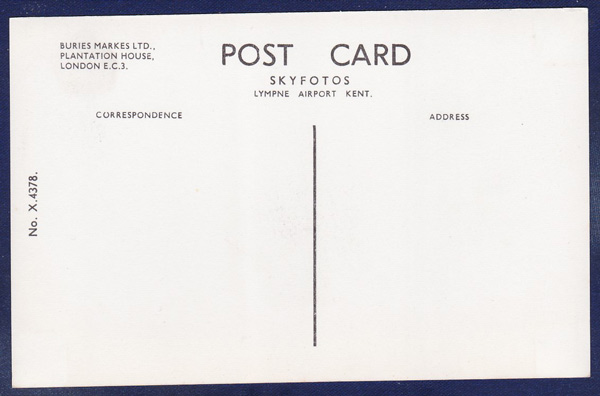 BURIES MARKES LTD.,
PLANTATION HOUSE,
LONDON E.C.3.
POST CARD
SKYFOTOS
LYMPNE AIRPORT KENT.
CORRESPONDENCE
ADDRESS
No. X.4378.